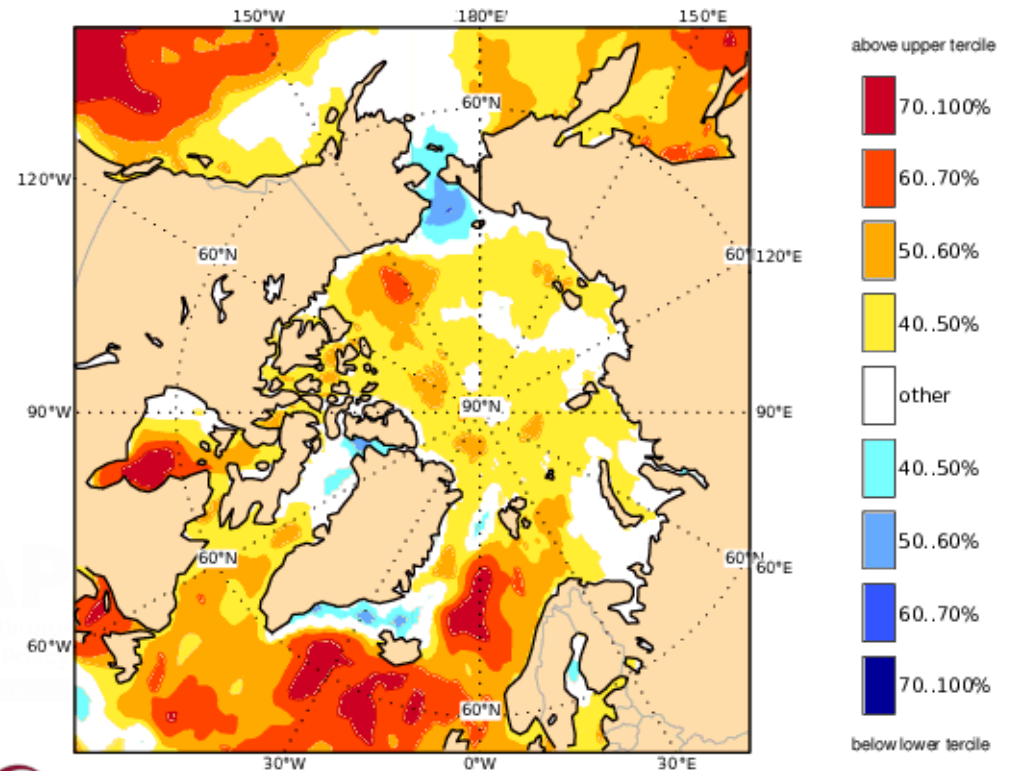 150°W 180°E' 150°E
above upper tercile
60°N
70..100%
60..70%
120°W
60°N 60° 120°E
50..60%
40..50%
other
90°W 90°N 90°E
40..50%
50..60%
60°N 60°N 60°E
60..70%
60°W
70..100%
60°N
below lower tercile
30°W 0°W 30°E